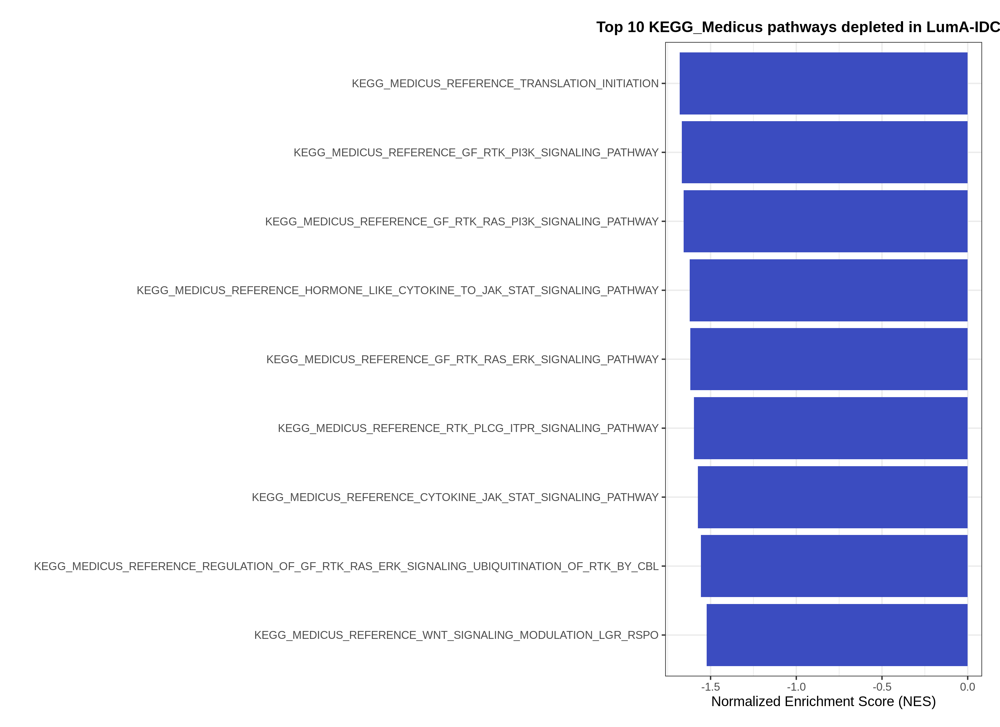 Top 10 KEGG_Medicus pathways depleted in LumA-IDC
KEGG_MEDICUS_REFERENCE_TRANSLATION_INITIATION
KEGG_MEDICUS_REFERENCE_GF_RTK_PI3K_SIGNALING_PATHWAY
KEGG_MEDICUS_REFERENCE_GF_RTK_RAS_PI3K_SIGNALING_PATHWAY
KEGG_MEDICUS_REFERENCE_HORMONE_LIKE_CYTOKINE_TO_JAK_STAT_SIGNALING_PATHWAY
KEGG_MEDICUS_REFERENCE_GF_RTK_RAS_ERK_SIGNALING_PATHWAY
KEGG_MEDICUS_REFERENCE_RTK_PLCG_ITPR_SIGNALING_PATHWAY
KEGG_MEDICUS_REFERENCE_CYTOKINE_JAK_STAT_SIGNALING_PATHWAY
KEGG_MEDICUS_REFERENCE_REGULATION_OF_GF_RTK_RAS_ERK_SIGNALING_UBIQUITINATION_OF_RTK_BY_CBL
KEGG_MEDICUS_REFERENCE_WNT_SIGNALING_MODULATION_LGR_RSPO
-1.5 -1.0 -0.5 0.0
Normalized Enrichment Score (NES)